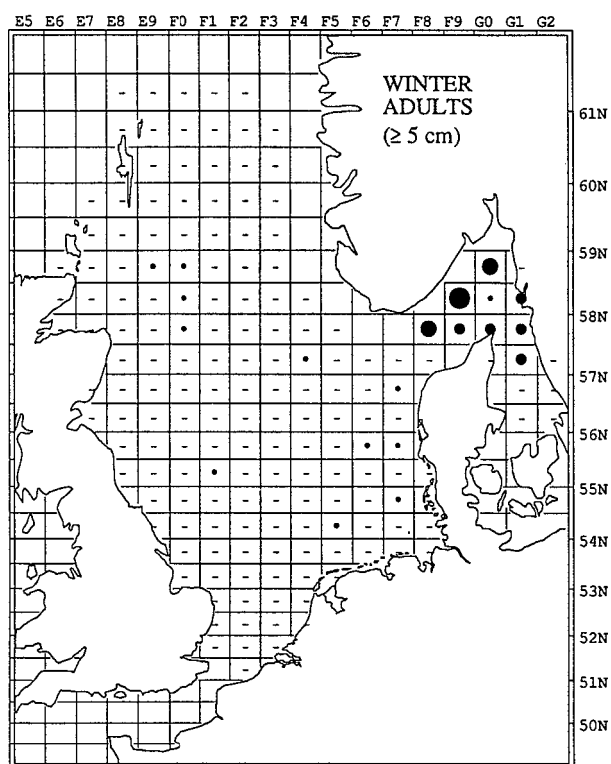 E5 E6 E7 E8 E9 F0 F1 F2 F3 F4 F5 F6 F7 F8 F9 G0 G1 G2
WINTER
ADULTS
(≥ 5 cm)
61N
60N
59N
58N
57N
56N
55N
54N
53N
52N
51N
50N